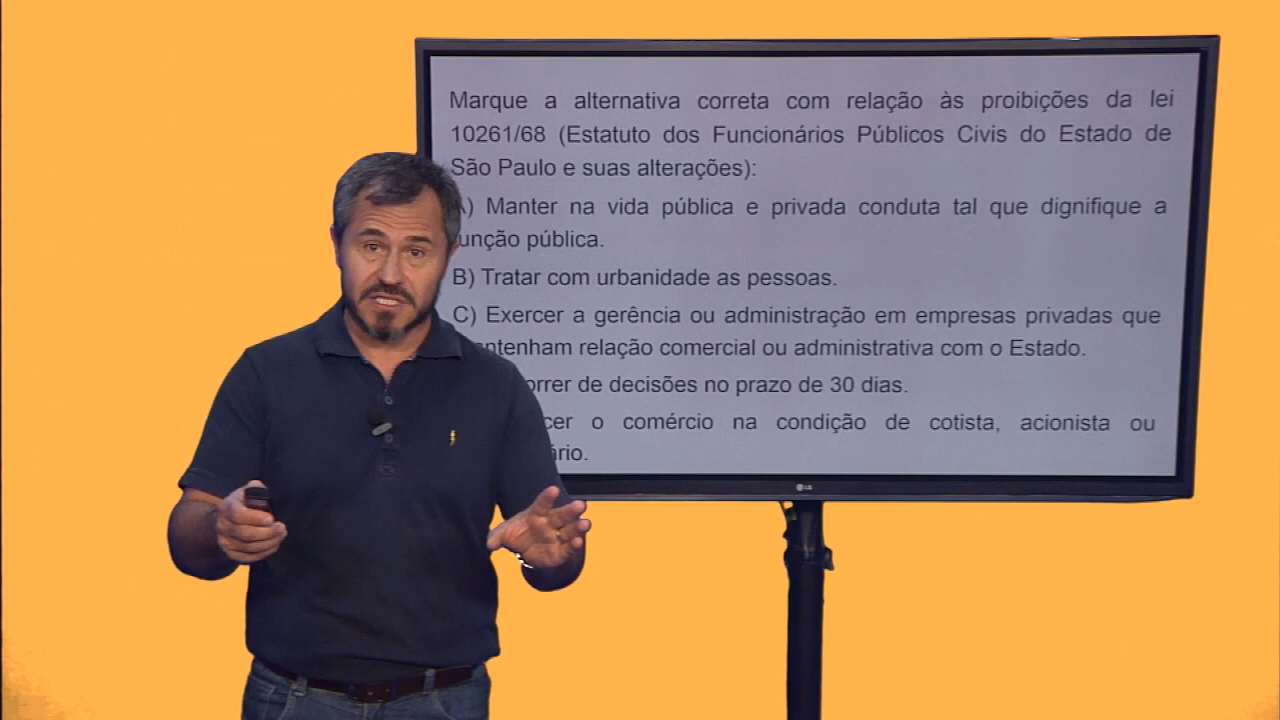 Marque a alternativa correta com relação às proibições da lei
10261/68 (Estatuto dos Funcionários Públicos Civis do Estado de
São Paulo e suas alterações):
) Manter na vida pública e privada conduta tal que dignifique a
unção pública.
B) Tratar com urbanidade as pessoas.
C) Exercer a gerência ou administração em empresas privadas que
ntenham relação comercial ou administrativa com o Estado.
orrer de decisões no prazo de 30 dias.
cer o comércio na condição de cotista, acionista ou
ário.
LG